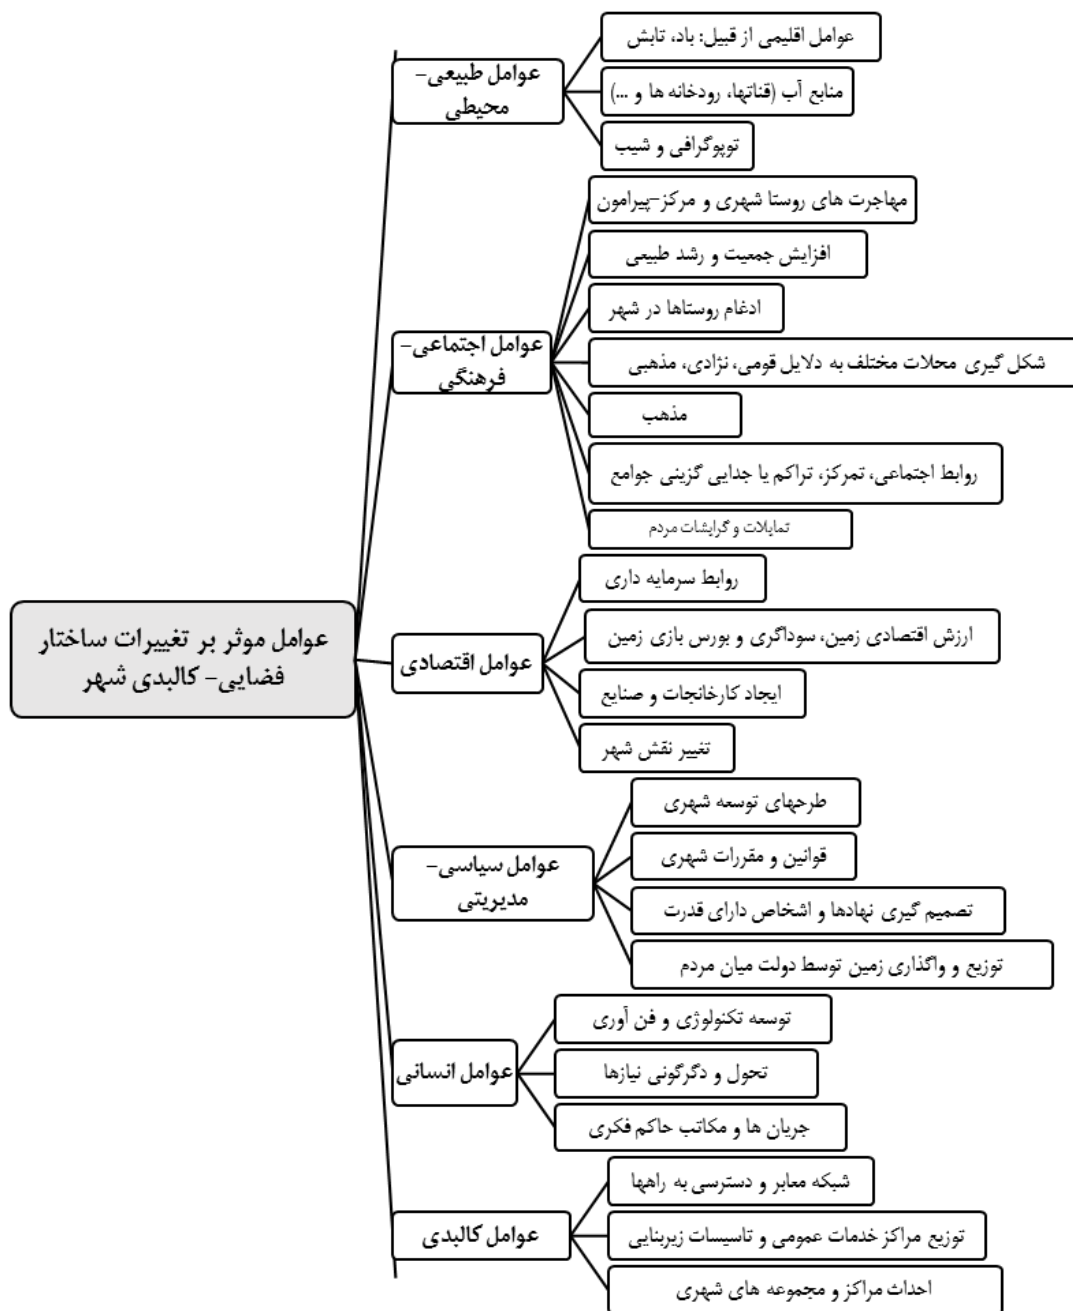 عوامل موثر بر تغییرات ساختار
فضایی- کالبدی شهر
عوامل طبیعی-
محیطی
عوامل اقلیمی از قبیل: باد، تابش
منابع آب (قناتها، رودخانه ها و ...)
توپوگرافی و شیب
عوامل اجتماعی-
فرهنگی
مهاجرت های روستا شهری و مرکز-پیرامون
افزایش جمعیت و رشد طبیعی
ادغام روستاها در شهر
شکل گیری محلات مختلف به دلایل قومی، نژادی، مذهبی
مذهب
روابط اجتماعی، تمرکز، تراکم یا جدایی گزینی جوامع
تمایلات و گرایشات مردم
عوامل اقتصادی
روابط سرمایه داری
ارزش اقتصادی زمین، سوداگری و بورس بازی زمین
ایجاد کارخانجات و صنایع
تغییر نقش شهر
عوامل سیاسی-
مدیریتی
طرحهای توسعه شهری
قوانین و مقررات شهری
تصمیم گیری نهادها و اشخاص دارای قدرت
توزیع و واگذاری زمین توسط دولت میان مردم
عوامل انسانی
توسعه تکنولوژی و فن آوری
تحول و دگرگونی نیازها
جریان ها و مکاتب حاکم فکری
عوامل کالبدی
شبکه معابر و دسترسی به راهها
توزیع مراکز خدمات عمومی و تاسیسات زیربنایی
احداث مراکز و مجموعه های شهری